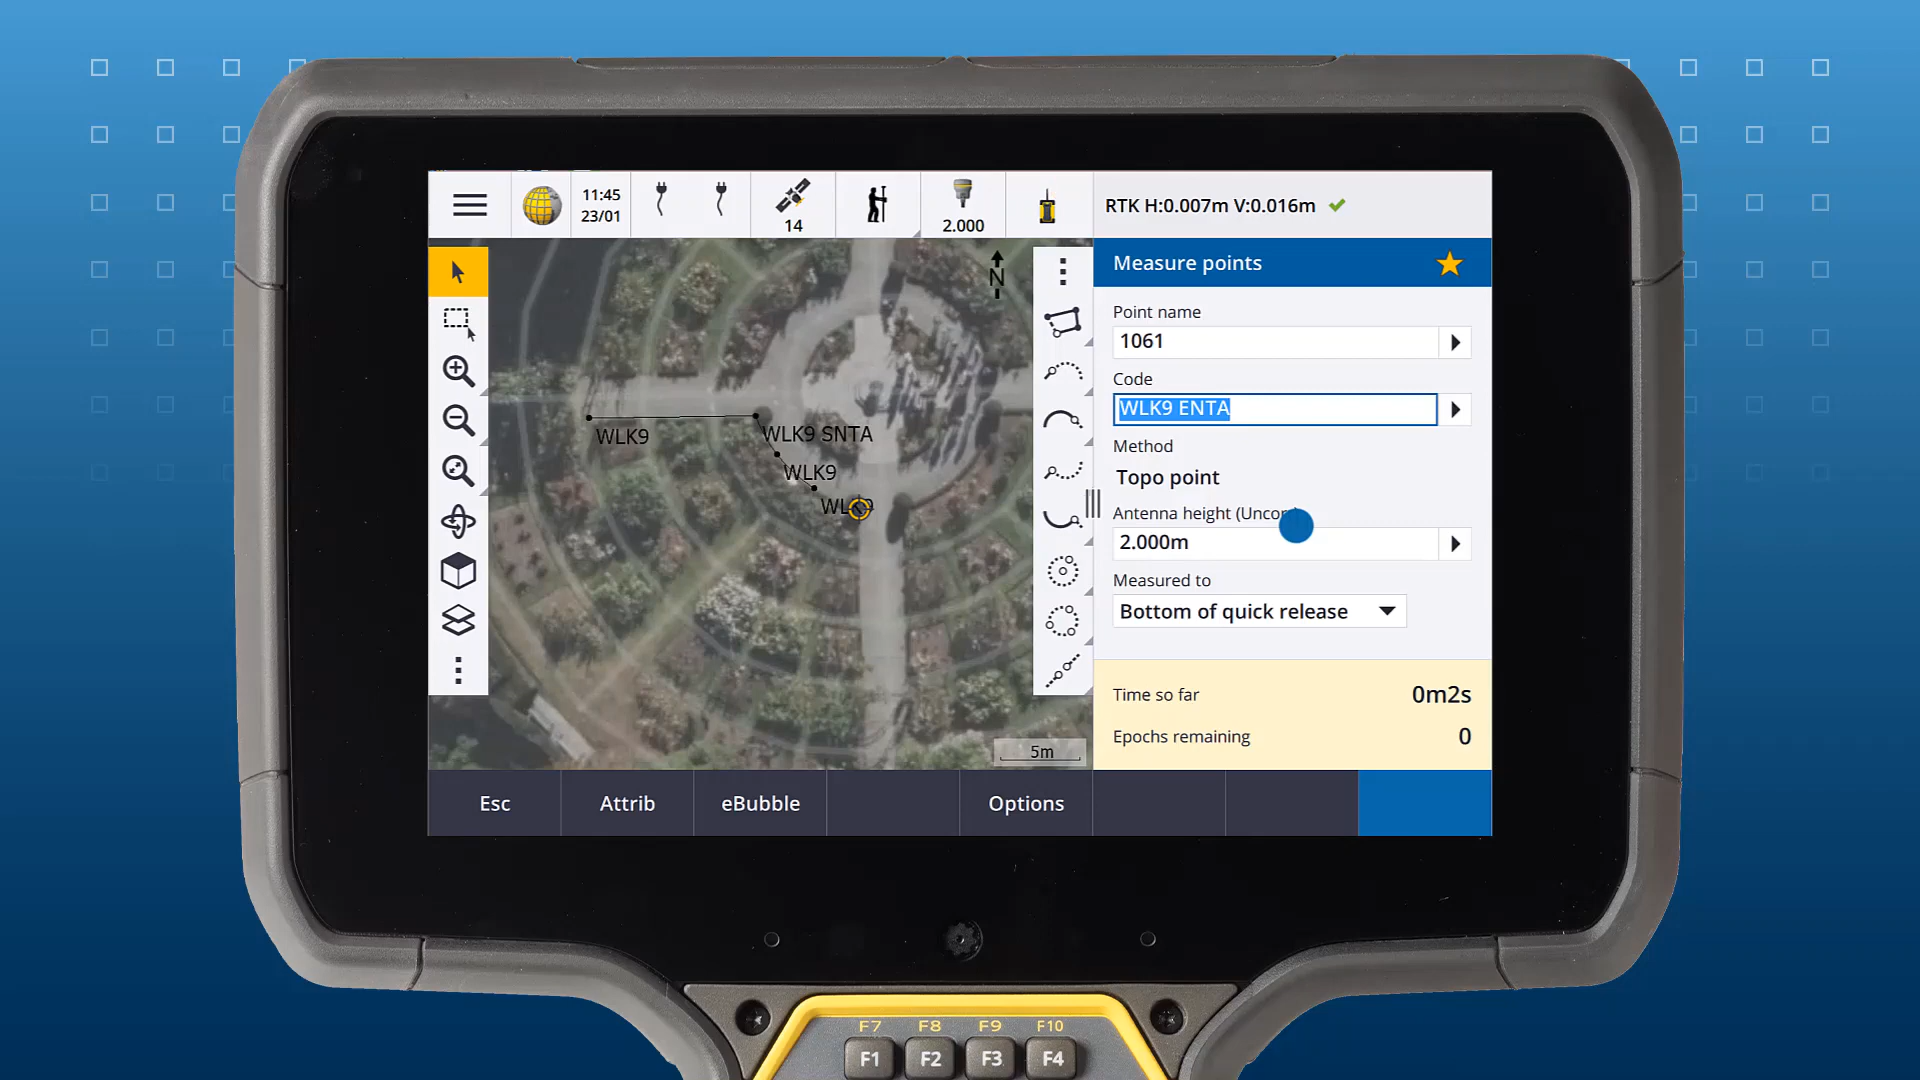 11:45
23/01
14
2.000
RTK H:0.007m V:0.016m
N
Measure points
Point name
1061
Code
WLK9 ENTA
Method
Topo point
Antenna height (Uncor
2.000m
Measured to
Bottom of quick release
Time so far 0m2s
Epochs remaining 0
WLK9
WLK9 SNTA
WLK9
WLK9
5m
Esc Attrib eBubble Options
F7 F8 F9 F10
F1 F2 F3 F4